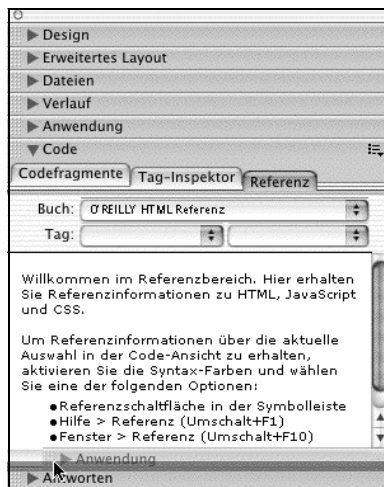 Design
Erweitertes Layout
Dateien
Verlauf
Anwendung
Code
Codefragmente Tag-Inspektor Referenz
Buch: O'REILLY HTML Referenz
Tag:
Willkommen im Referenzbereich. Hier erhalten
Sie Referenzinformationen zu HTML, JavaScript
und CSS.
Um Referenzinformationen über die aktuelle
Auswahl in der Code-Ansicht zu erhalten,
aktivieren Sie die Syntax-Farben und wählen
Sie eine der folgenden Optionen:
●Referenzschaltfläche in der Symbolleiste
●Hilfe > Referenz (Umschalt+F1)
●Fenster > Referenz (Umschalt+F10)
Anwendung
Antworten